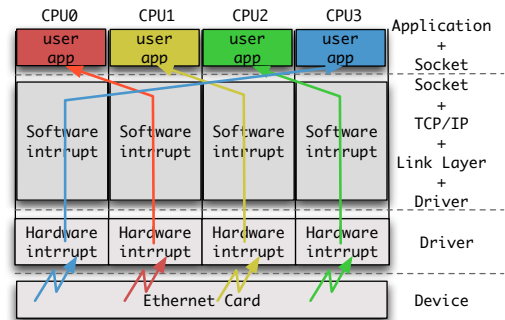 CPU0 CPU1 CPU2 CPU3
user app user app user app user app
Application
+
Socket
Socket
+
TCP/IP
+
Link Layer
+
Driver
Software intrrupt Software intrrupt Software intrrupt Software intrrupt
Hardware intrrupt Hardware intrrupt Hardware intrrupt Hardware intrrupt
Driver
Ethernet Card
Device